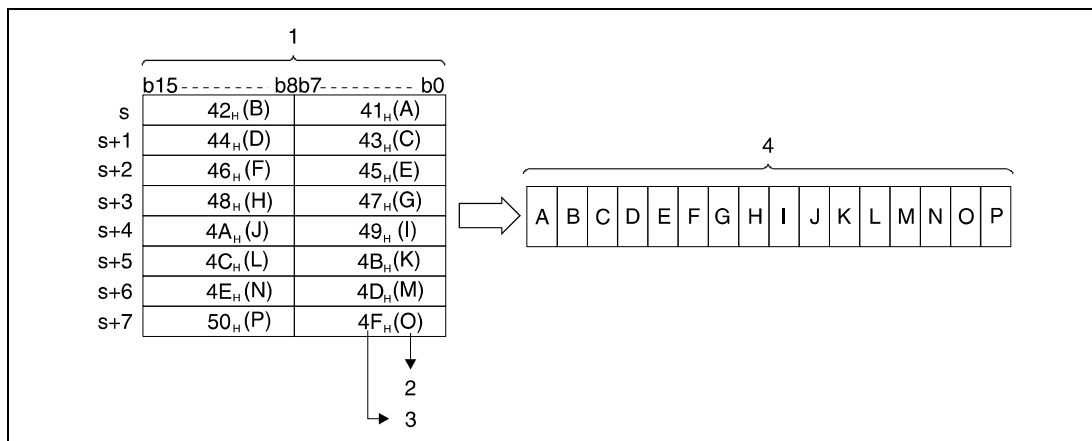 1
b15 ---------- b8b7 ---------- b0
s 42H(B) 41H(A)
s+1 44H(D) 43H(C)
s+2 46H(F) 45H(E)
s+3 48H(H) 47H(G)
s+4 4AH(J) 49H(I)
s+5 4CH(L) 4BH(K)
s+6 4EH(N) 4DH(M)
s+7 50H(P) 4FH(O)
2
3
4
A B C D E F G H I J K L M N O P